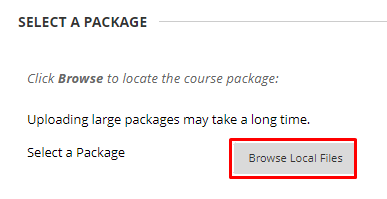 SELECT A PACKAGE
Click Browse to locate the course package:
Uploading large packages may take a long time.
Select a Package
Browse Local Files